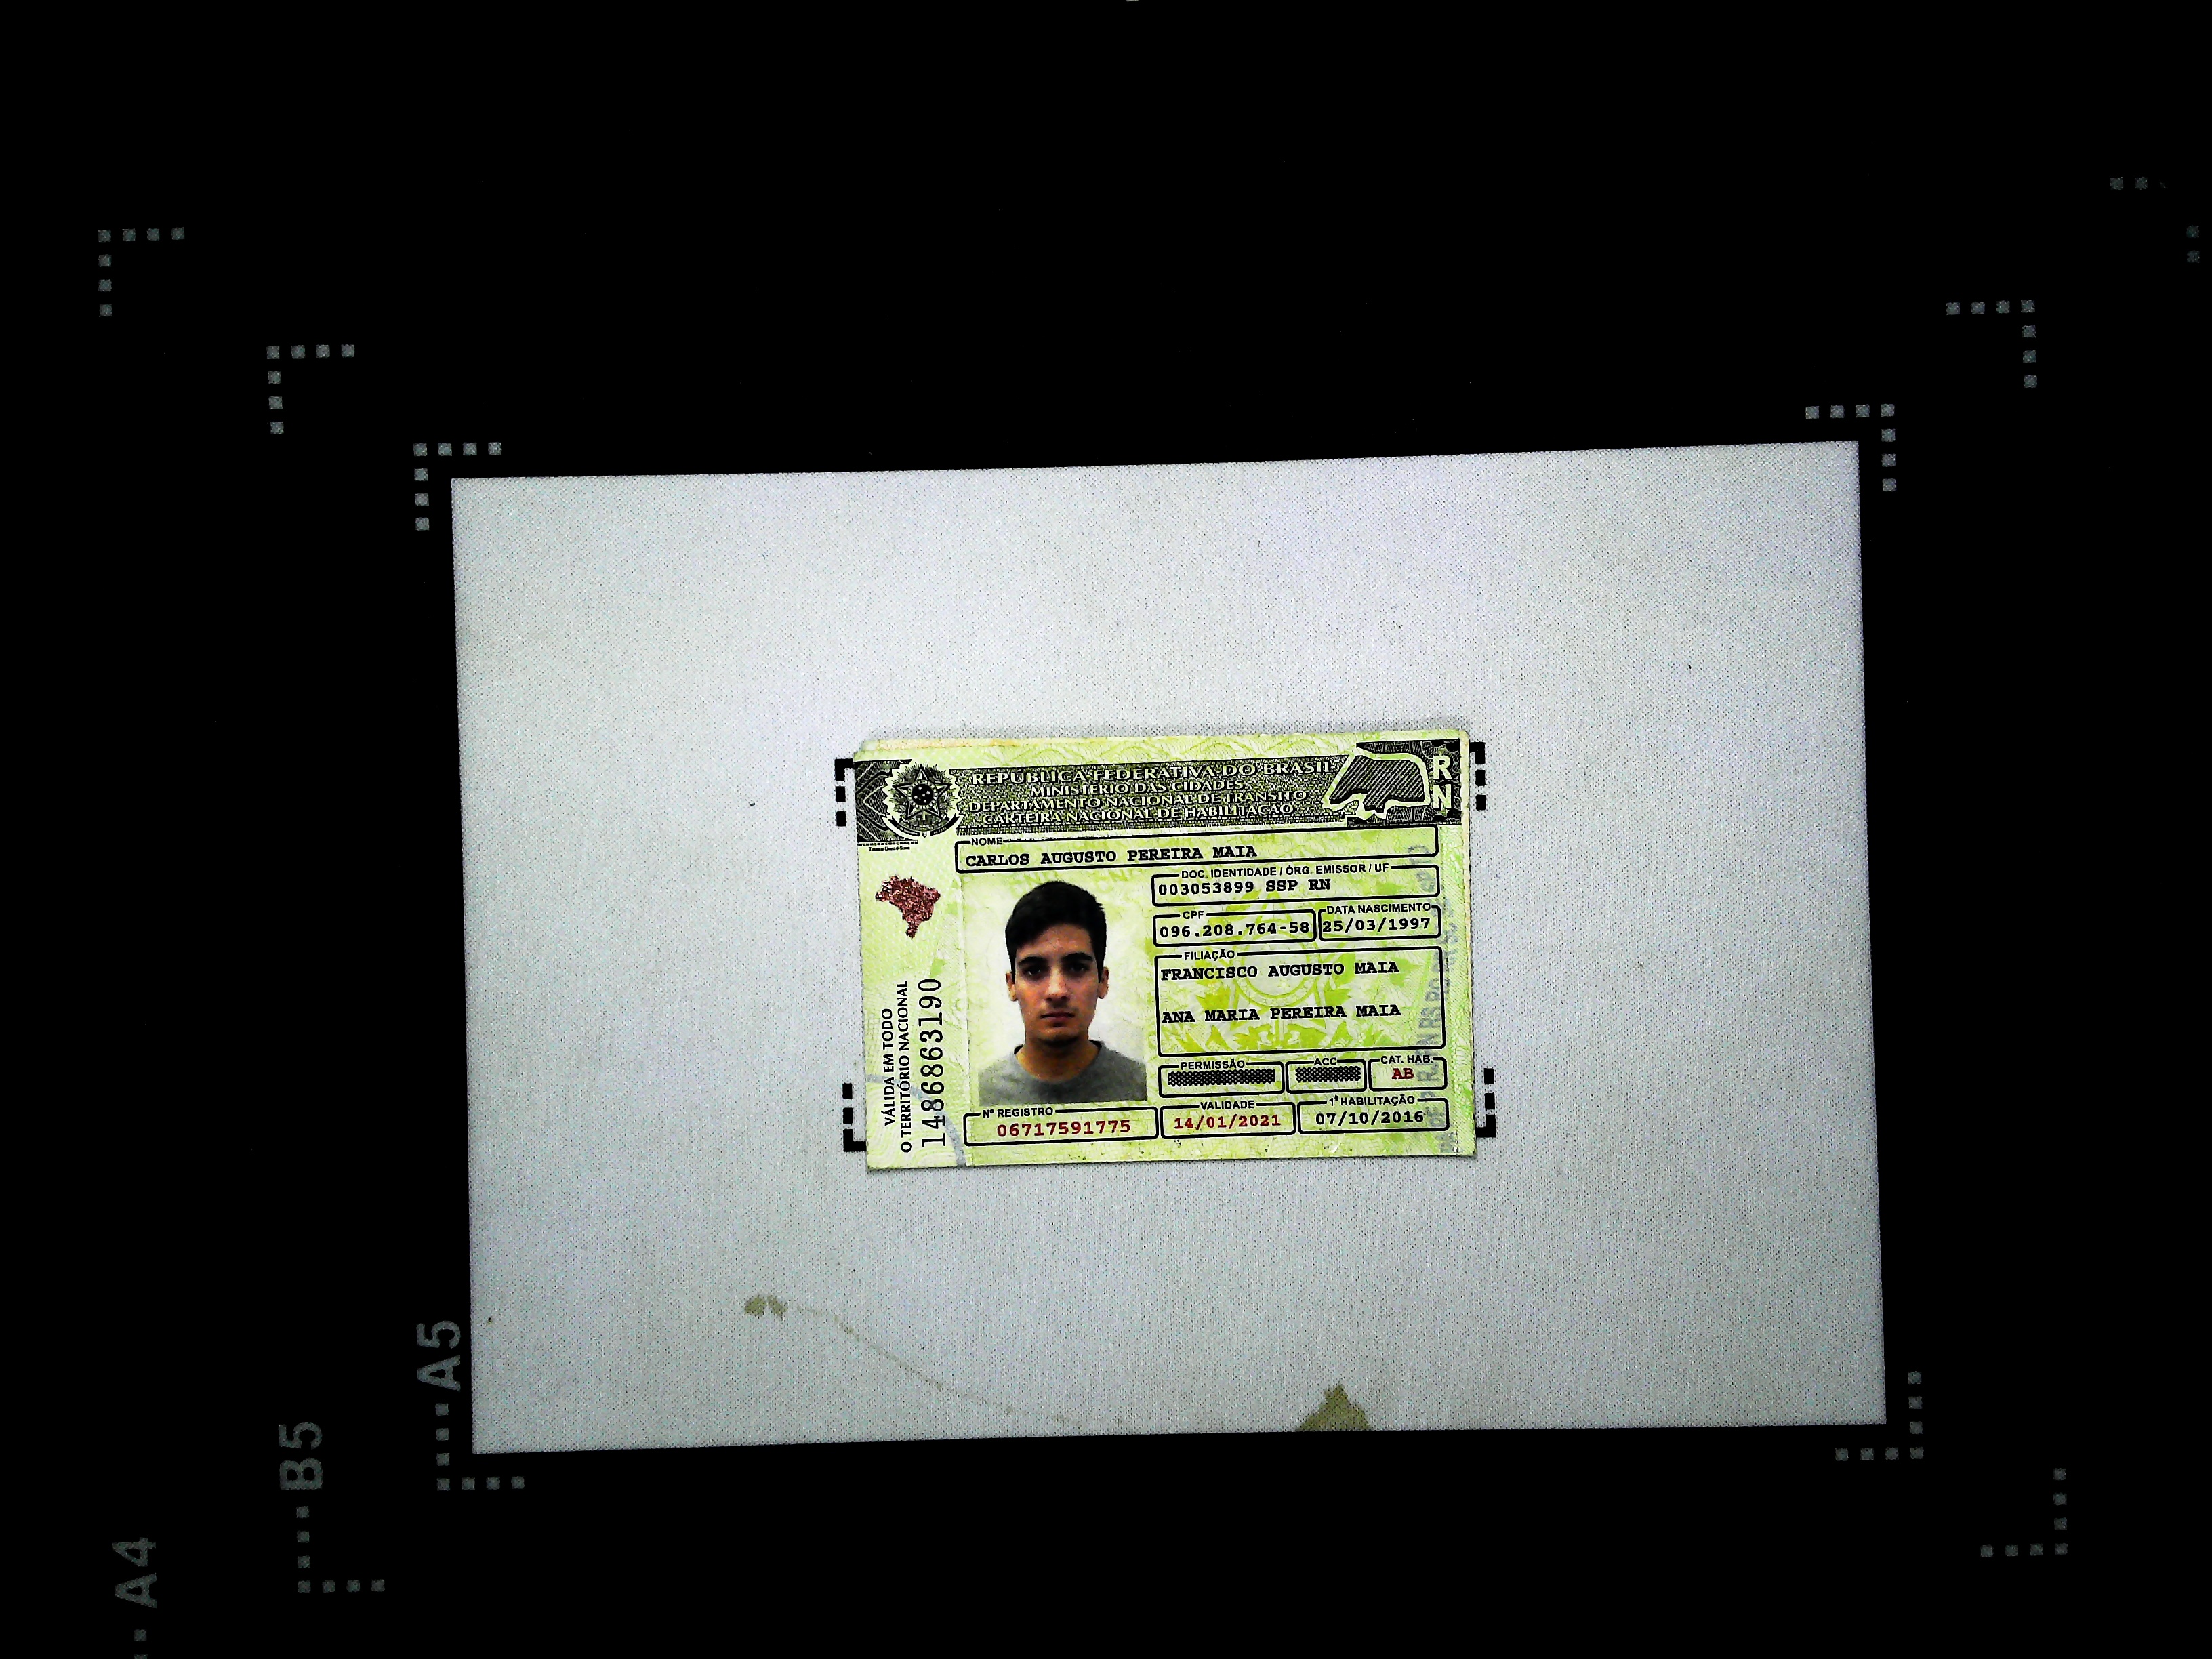 REPÚBLICA FEDERATIVA DO BRASIL
MINISTÉRIO DAS CIDADES
DEPARTAMENTO NACIONAL DE TRÂNSITO
CARTEIRA NACIONAL DE HABILITAÇÃO
RN
NOME
CARLOS AUGUSTO PEREIRA MAIA
DOC. IDENTIDADE / ÓRG. EMISSOR / UF
003053899 SSP RN
CPF
096.208.764-58
DATA NASCIMENTO
25/03/1997
FILIAÇÃO
FRANCISCO AUGUSTO MAIA
ANA MARIA PEREIRA MAIA
PERMISSÃO
ACC
CAT. HAB.
AB
Nº REGISTRO
06717591775
VALIDADE
14/01/2021
1ª HABILITAÇÃO
07/10/2016
VÁLIDA EM TODO
O TERRITÓRIO NACIONAL
1486863190
A5
B5
A4